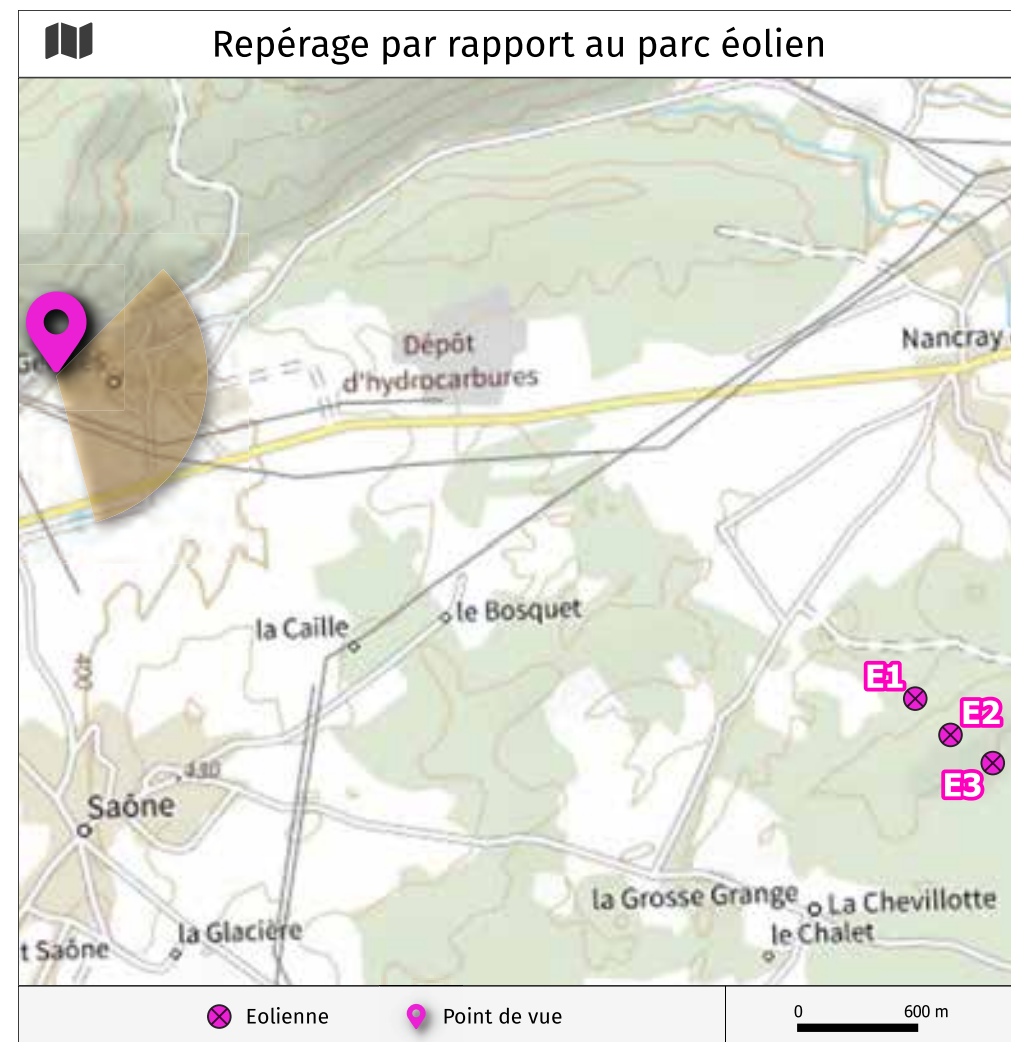 Repérage par rapport au parc éolien
Dépôt
d'hydrocarbures
Nancray
le Bosquet
la Caille
400
E1
E2
E3
Saône
la Grosse Grange
La Chevillotte
le Chalet
la Glacière
t Saône
Eolienne
Point de vue
0
600 m